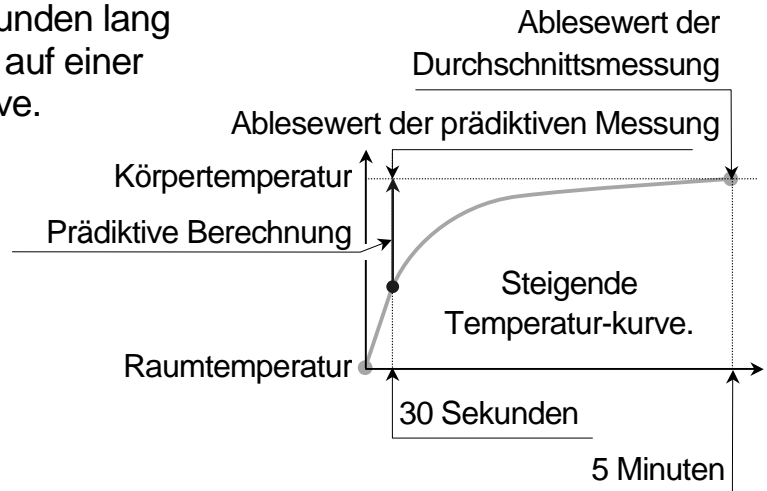 unden lang
auf einer
ve.
Ablesewert der
Durchschnittsmessung
Ablesewert der prädiktiven Messung
Körpertemperatur
Prädiktive Berechnung
Steigende
Temperatur-kurve.
Raumtemperatur
30 Sekunden
5 Minuten